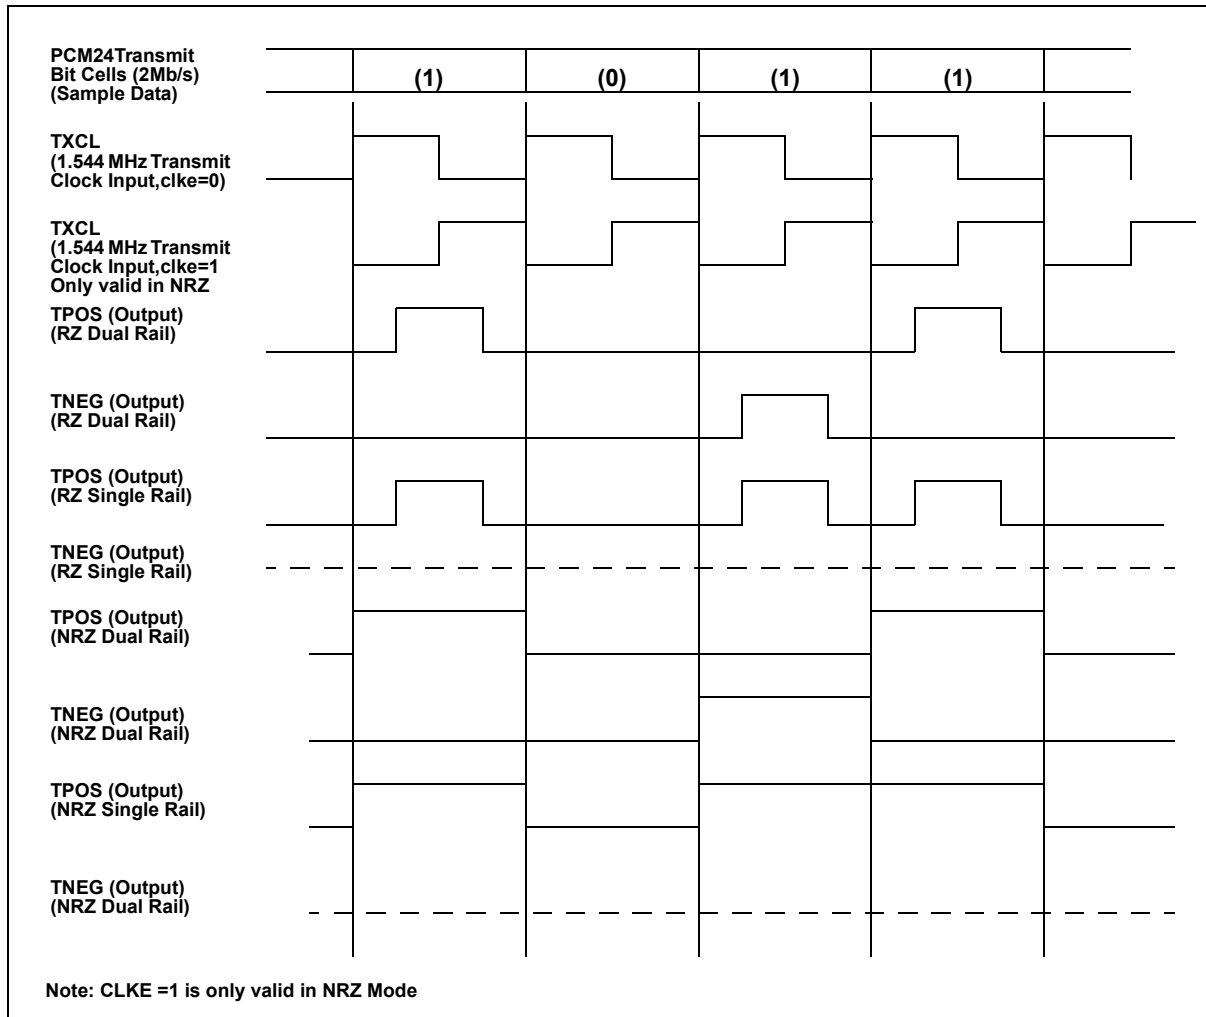 PCM24Transmit
Bit Cells (2Mb/s)
(Sample Data)
(1)
(0)
(1)
(1)
TXCL
(1.544 MHz Transmit
Clock Input,clke=0)
TXCL
(1.544 MHz Transmit
Clock Input,clke=1
Only valid in NRZ
TPOS (Output)
(RZ Dual Rail)
TNEG (Output)
(RZ Dual Rail)
TPOS (Output)
(RZ Single Rail)
TNEG (Output)
(RZ Single Rail)
TPOS (Output)
(NRZ Dual Rail)
TNEG (Output)
(NRZ Dual Rail)
TPOS (Output)
(NRZ Single Rail)
TNEG (Output)
(NRZ Dual Rail)
Note: CLKE =1 is only valid in NRZ Mode